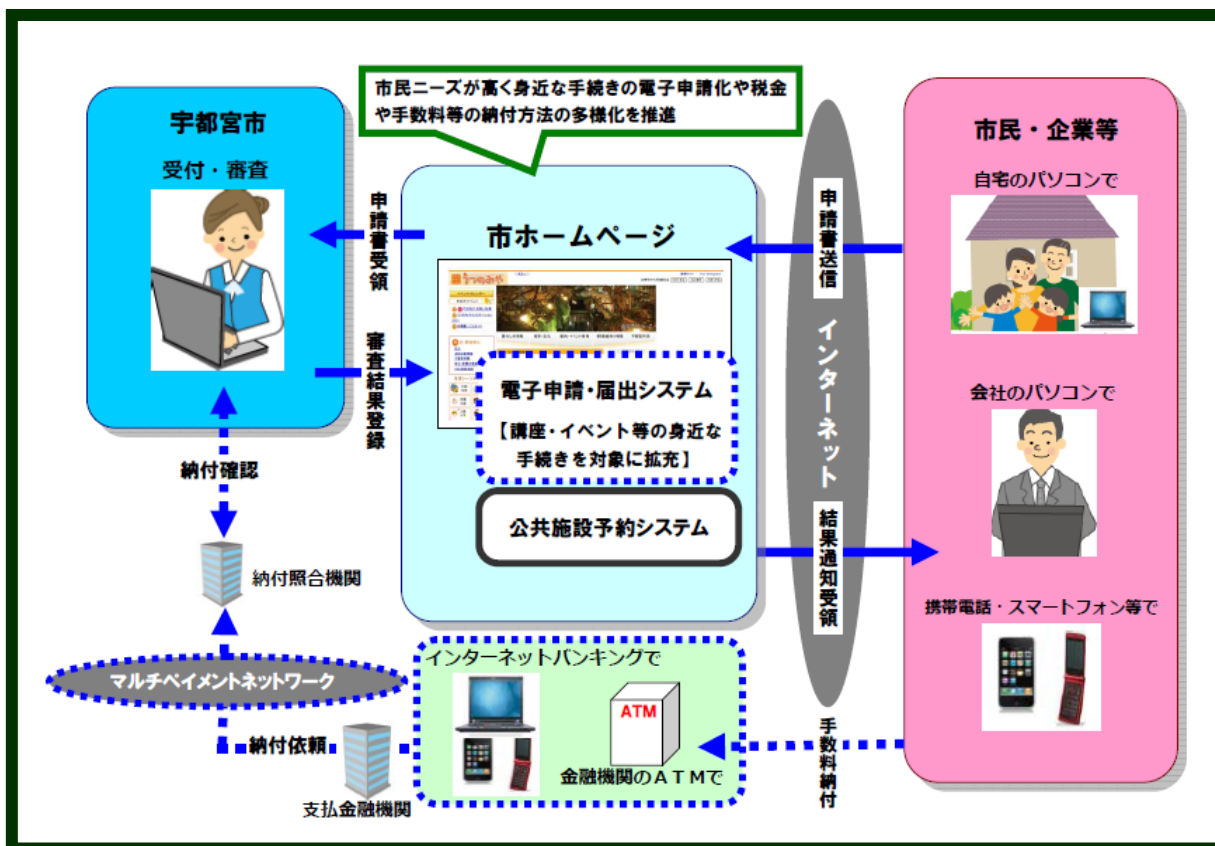 市民ニーズが高く身近な手続きの電子申請化や税金
や手数料等の納付方法の多様化を推進
宇都宮市
受付・審査
申請書受領
審査結果登録
市ホームページ
電子申請・届出システム
【講座・イベント等の身近な
手続きを対象に拡充】
公共施設予約システム
申請書送信
インターネット
結果通知受領
手数料納付
市民・企業等
自宅のパソコンで
会社のパソコンで
携帯電話・スマートフォン等で
納付確認
納付照合機関
マルチペイメントネットワーク
納付依頼
支払金融機関
インターネットバンキングで
ATM
金融機関のＡＴＭで